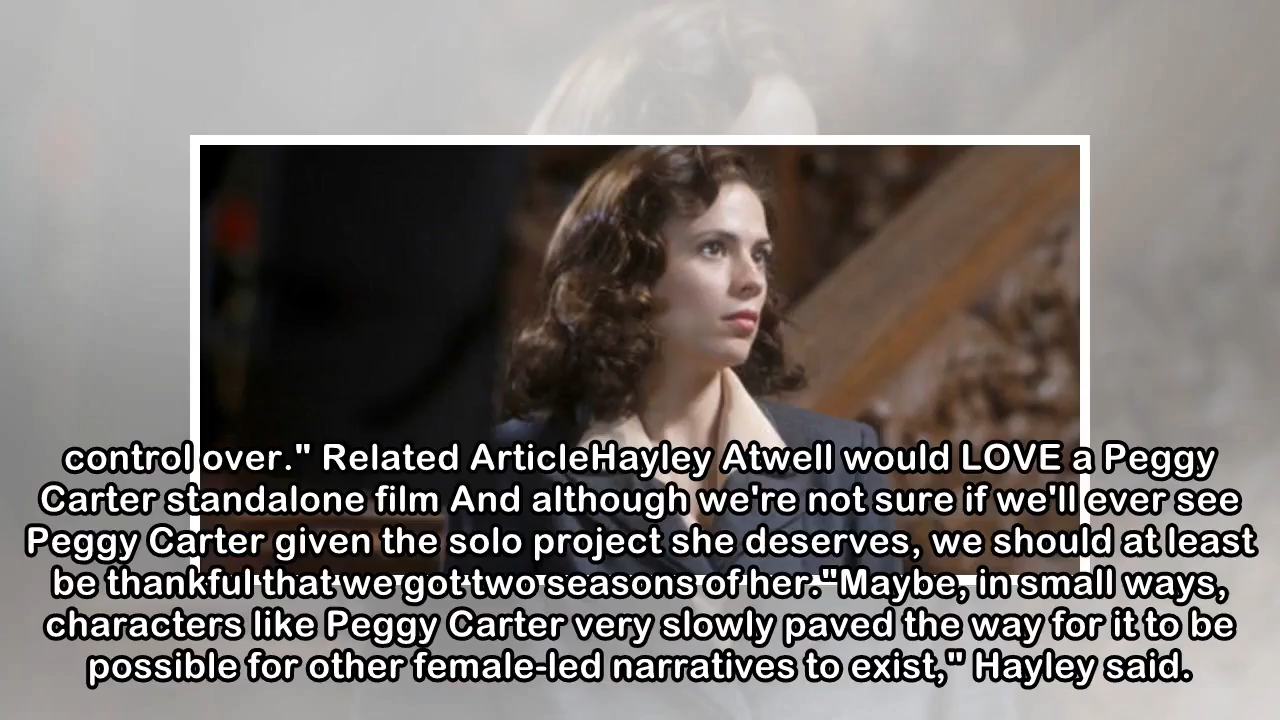 control over." Related ArticleHayley Atwell would LOVE a Peggy
Carter standalone film And although we're not sure if we'll ever see
Peggy Carter given the solo project she deserves, we should at least
be thankful that we got two seasons of her."Maybe, in small ways,
characters like Peggy Carter very slowly paved the way for it to be
possible for other female-led narratives to exist," Hayley said.